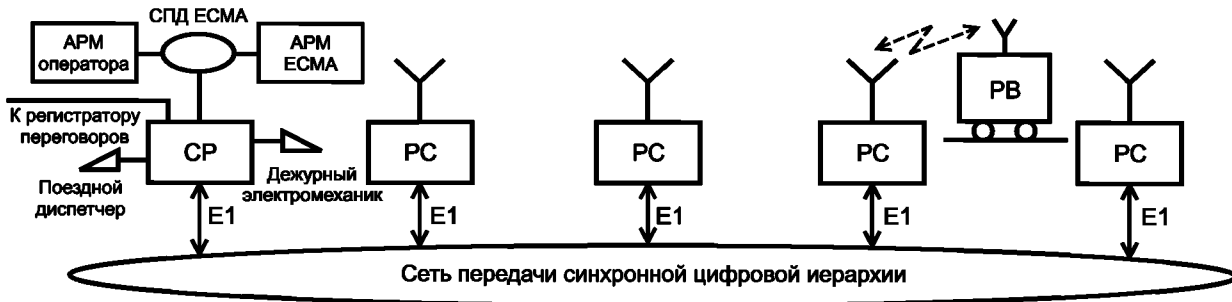 СПД ЕСМА
АРМ
оператора
АРМ
ЕСМА
К регистратору
переговоров
СР
Поездной
диспетчер
Дежурный
электромеханик
РС
РС
РС
РВ
РС
Е1
Е1
Е1
Е1
Е1
Сеть передачи синхронной цифровой иерархии